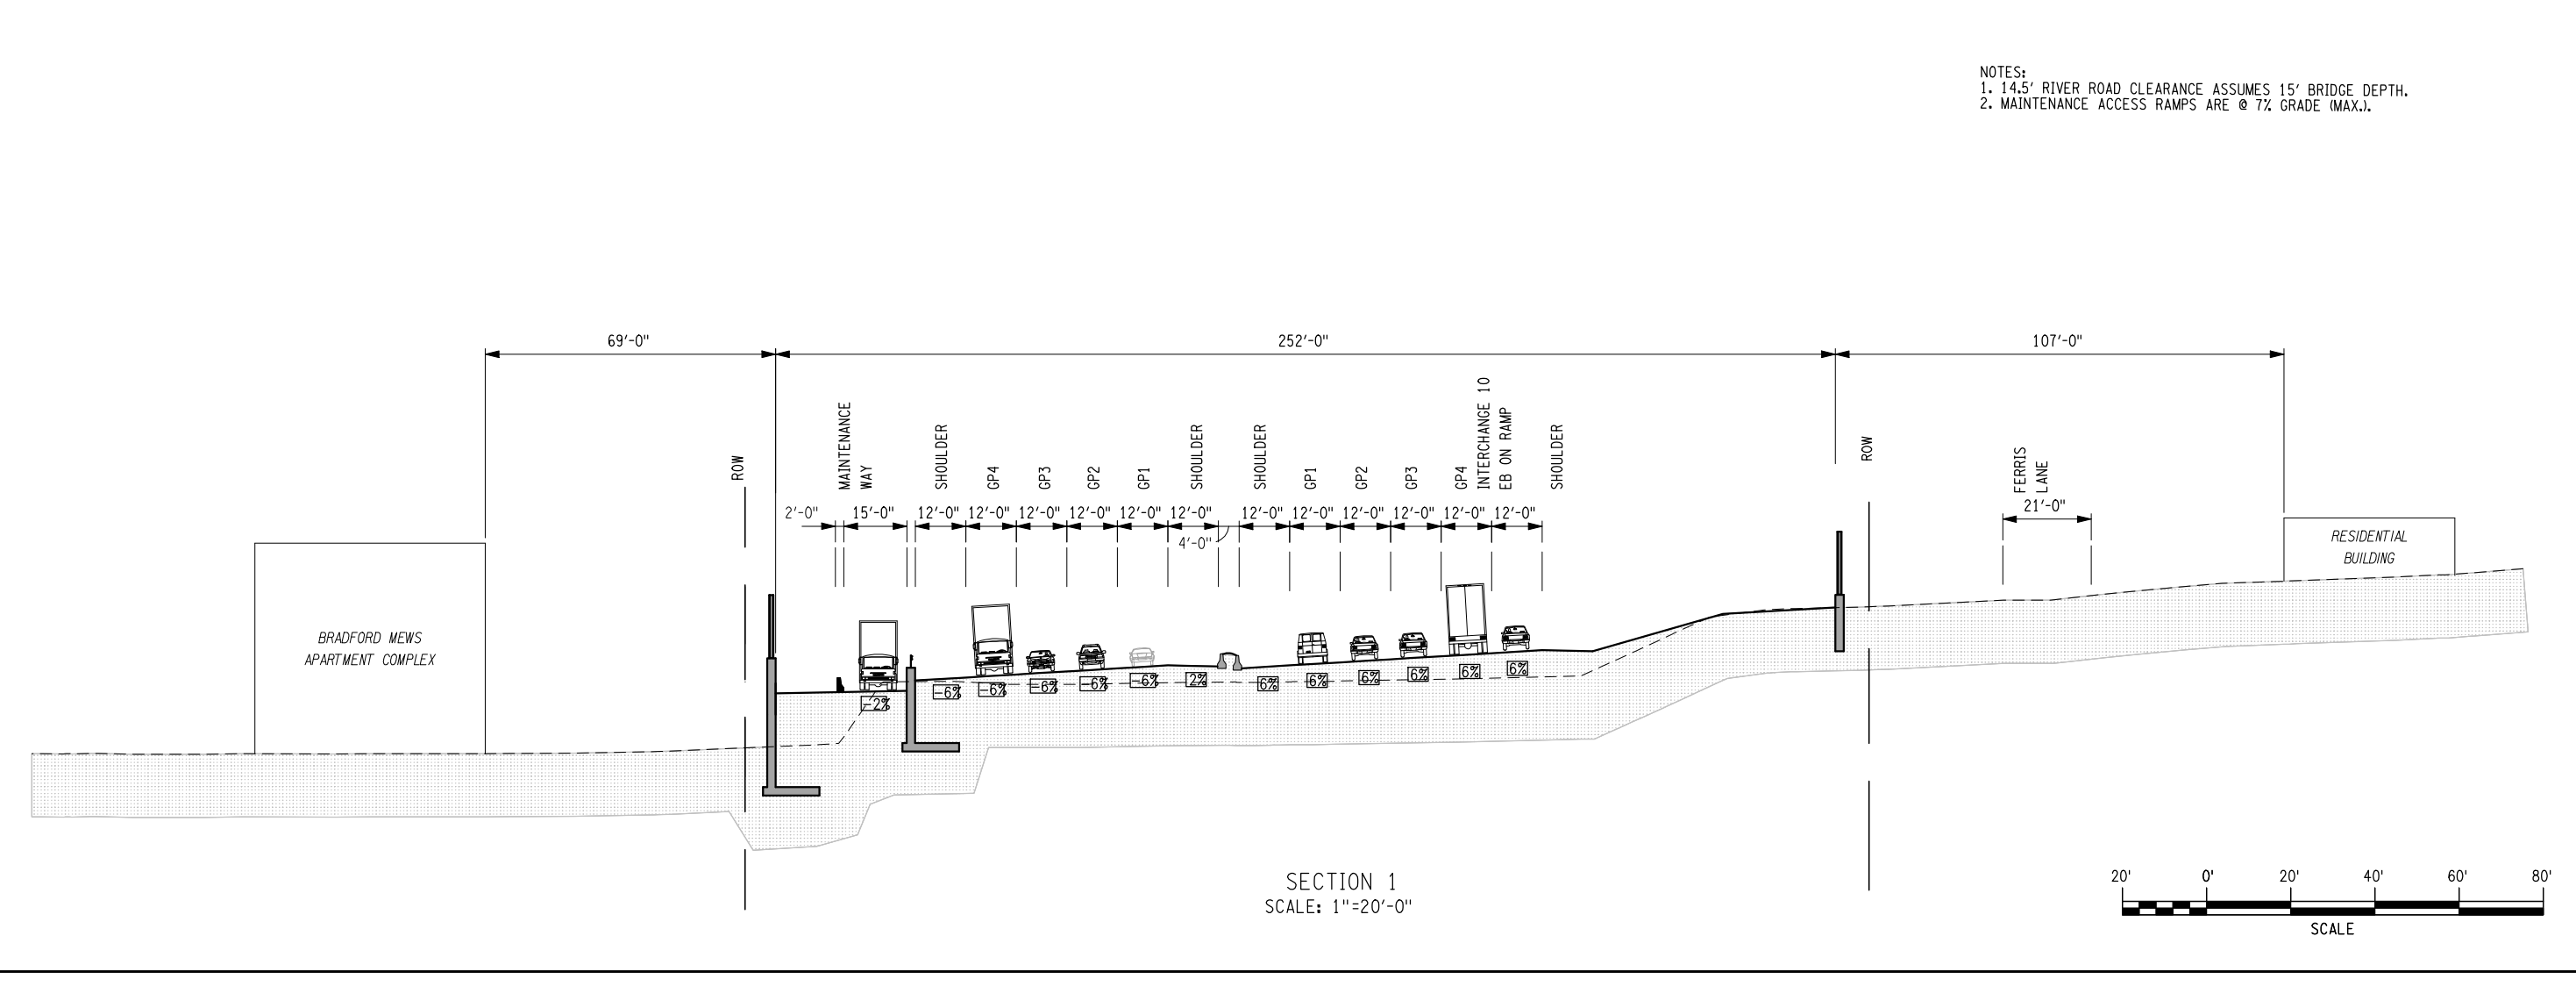 NOTES:
1. 14.5' RIVER ROAD CLEARANCE ASSUMES 15' BRIDGE DEPTH.
2. MAINTENANCE ACCESS RAMPS ARE @ 7% GRADE (MAX.).
69'-0"
252'-0"
107'-0"
ROW
MAINTENANCE
WAY
SHOULDER
GP4
GP3
GP2
GP1
SHOULDER
SHOULDER
GP1
GP2
GP3
GP4
INTERCHANGE 10
EB ON RAMP
SHOULDER
ROW
FERRIS
LANE
2'-0"
15'-0"
12'-0"
12'-0"
12'-0"
12'-0"
12'-0"
12'-0"
4'-0"
12'-0"
12'-0"
12'-0"
12'-0"
12'-0"
12'-0"
21'-0"
RESIDENTIAL
BUILDING
BRADFORD MEWS
APARTMENT COMPLEX
-2%
-6%
-6%
-6%
-6%
-6%
2%
6%
6%
6%
6%
6%
6%
SECTION 1
SCALE: 1"=20'-0"
20' 0' 20' 40' 60' 80'
SCALE